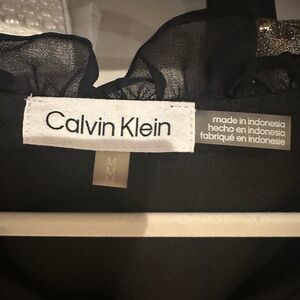 Calvin Klein
made in indonesia
hecho en indonesia
fabriqué en indonésie
M
M
M